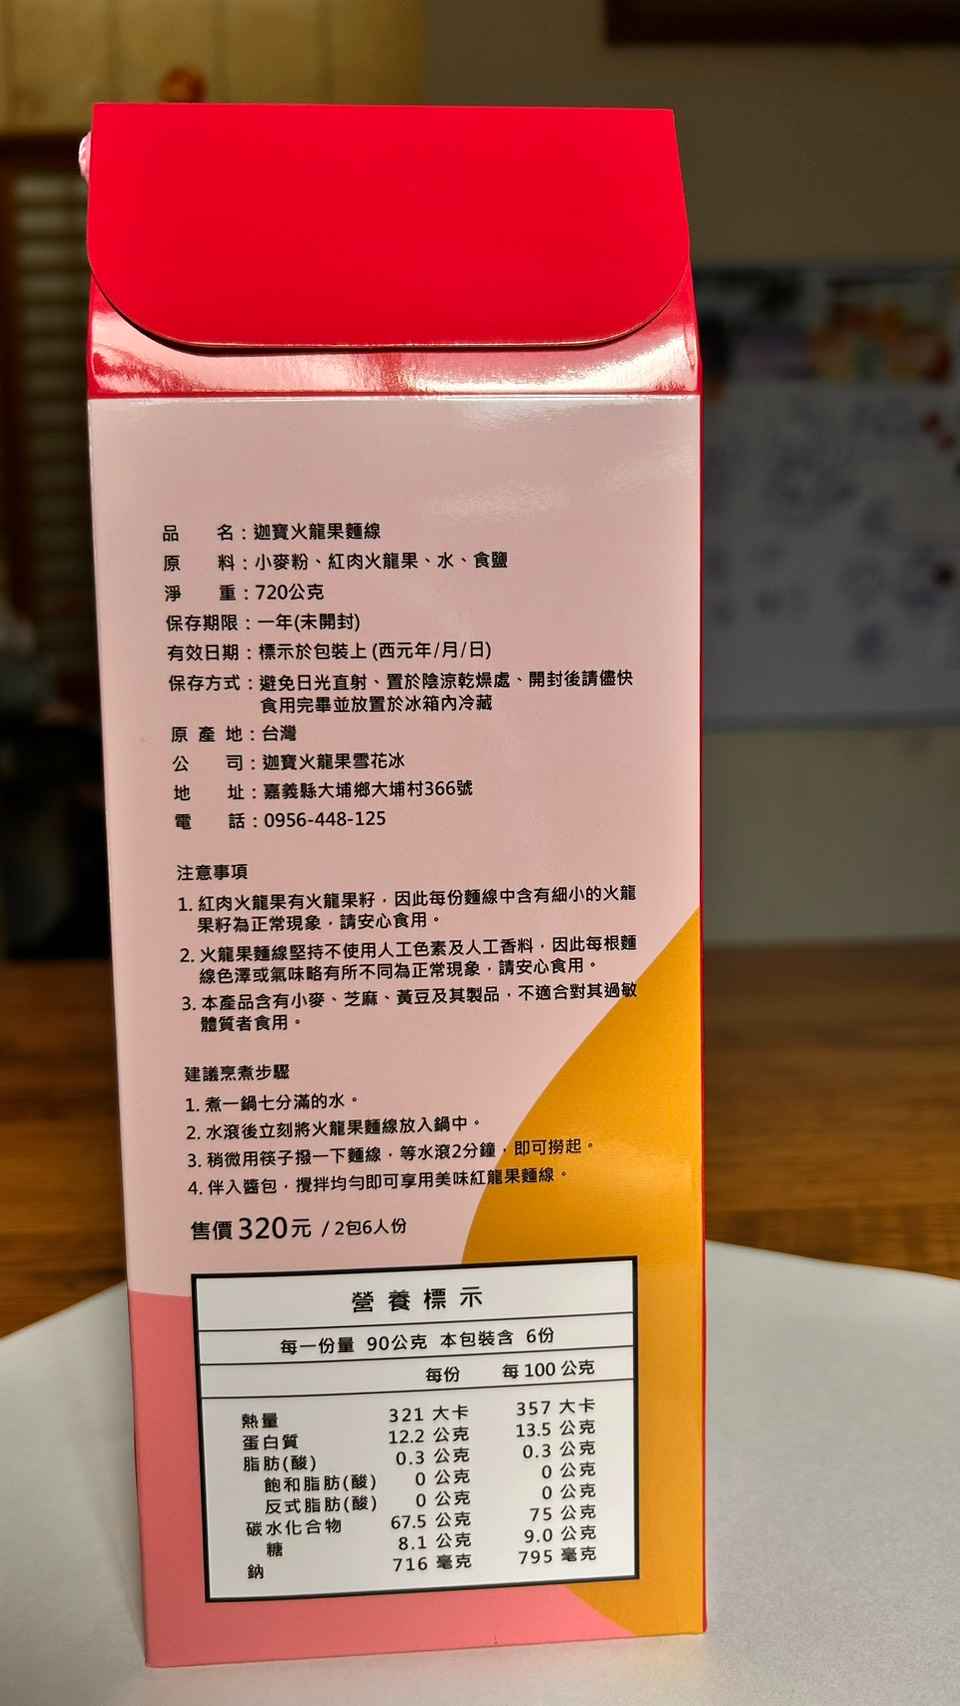 品　　名：迦寶火龍果麵線
原　　料：小麥粉、紅肉火龍果、水、食鹽
淨　　重：720公克
保存期限：一年(未開封)
有效日期：標示於包裝上 (西元年/月/日)
保存方式：避免日光直射、置於陰涼乾燥處、開封後請儘快
食用完畢並放置於冰箱內冷藏
原 產 地：台灣
公　　司：迦寶火龍果雪花冰
地　　址：嘉義縣大埔鄉大埔村366號
電　　話：0956-448-125
注意事項
1. 紅肉火龍果有火龍果籽，因此每份麵線中含有細小的火龍
果籽為正常現象，請安心食用。
2. 火龍果麵線堅持不使用人工色素及人工香料，因此每根麵
線色澤或氣味略有所不同為正常現象，請安心食用。
3. 本產品含有小麥、芝麻、黃豆及其製品，不適合對其過敏
體質者食用。
建議烹煮步驟
1. 煮一鍋七分滿的水。
2. 水滾後立刻將火龍果麵線放入鍋中。
3. 稍微用筷子撥一下麵線，等水滾2分鐘，即可撈起。
4. 伴入醬包，攪拌均勻即可享用美味紅龍果麵線。
售價320元 / 2包6人份
營養標示
每一份量 90公克 本包裝含 6份
每份 每 100 公克
熱量 321 大卡 357 大卡
蛋白質 12.2 公克 13.5 公克
脂肪(酸) 0.3 公克 0.3 公克
飽和脂肪(酸) 0 公克 0 公克
反式脂肪(酸) 0 公克 0 公克
碳水化合物 67.5 公克 75 公克
糖 8.1 公克 9.0 公克
鈉 716 毫克 795 毫克